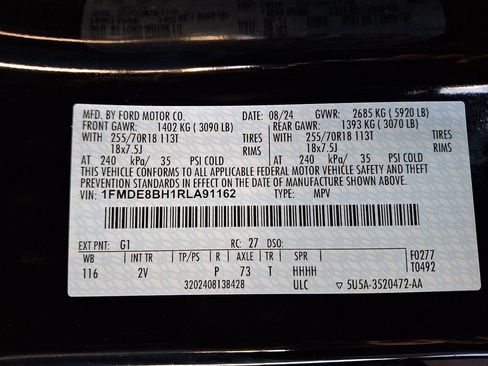 MFD. BY FORD MOTOR CO. DATE: 08/24 GVWR: 2685 KG (5920 LB)
FRONT GAWR: 1402 KG (3090 LB) REAR GAWR: 1393 KG (3070 LB)
WITH 255/70R18 113T TIRES WITH 255/70R18 113T TIRES
18x7.5J RIMS 18x7.5J RIMS
AT 240 kPa/ 35 PSI COLD AT 240 kPa/ 35 PSI COLD
THIS VEHICLE CONFORMS TO ALL APPLICABLE FEDERAL MOTOR VEHICLE SAFETY AND
THEFT PREVENTION STANDARDS IN EFFECT ON THE DATE OF MANUFACTURE SHOWN ABOVE.
VIN: 1FMDE8BH1RLA91162 TYPE: MPV
EXT PNT: G1 RC: 27 DSO: F0277
WB INT TR TP/PS R AXLE TR SPR T0492
116 2V P 73 T HHHH
3202408138428 ULC ▽ 5U5A-3520472-AA